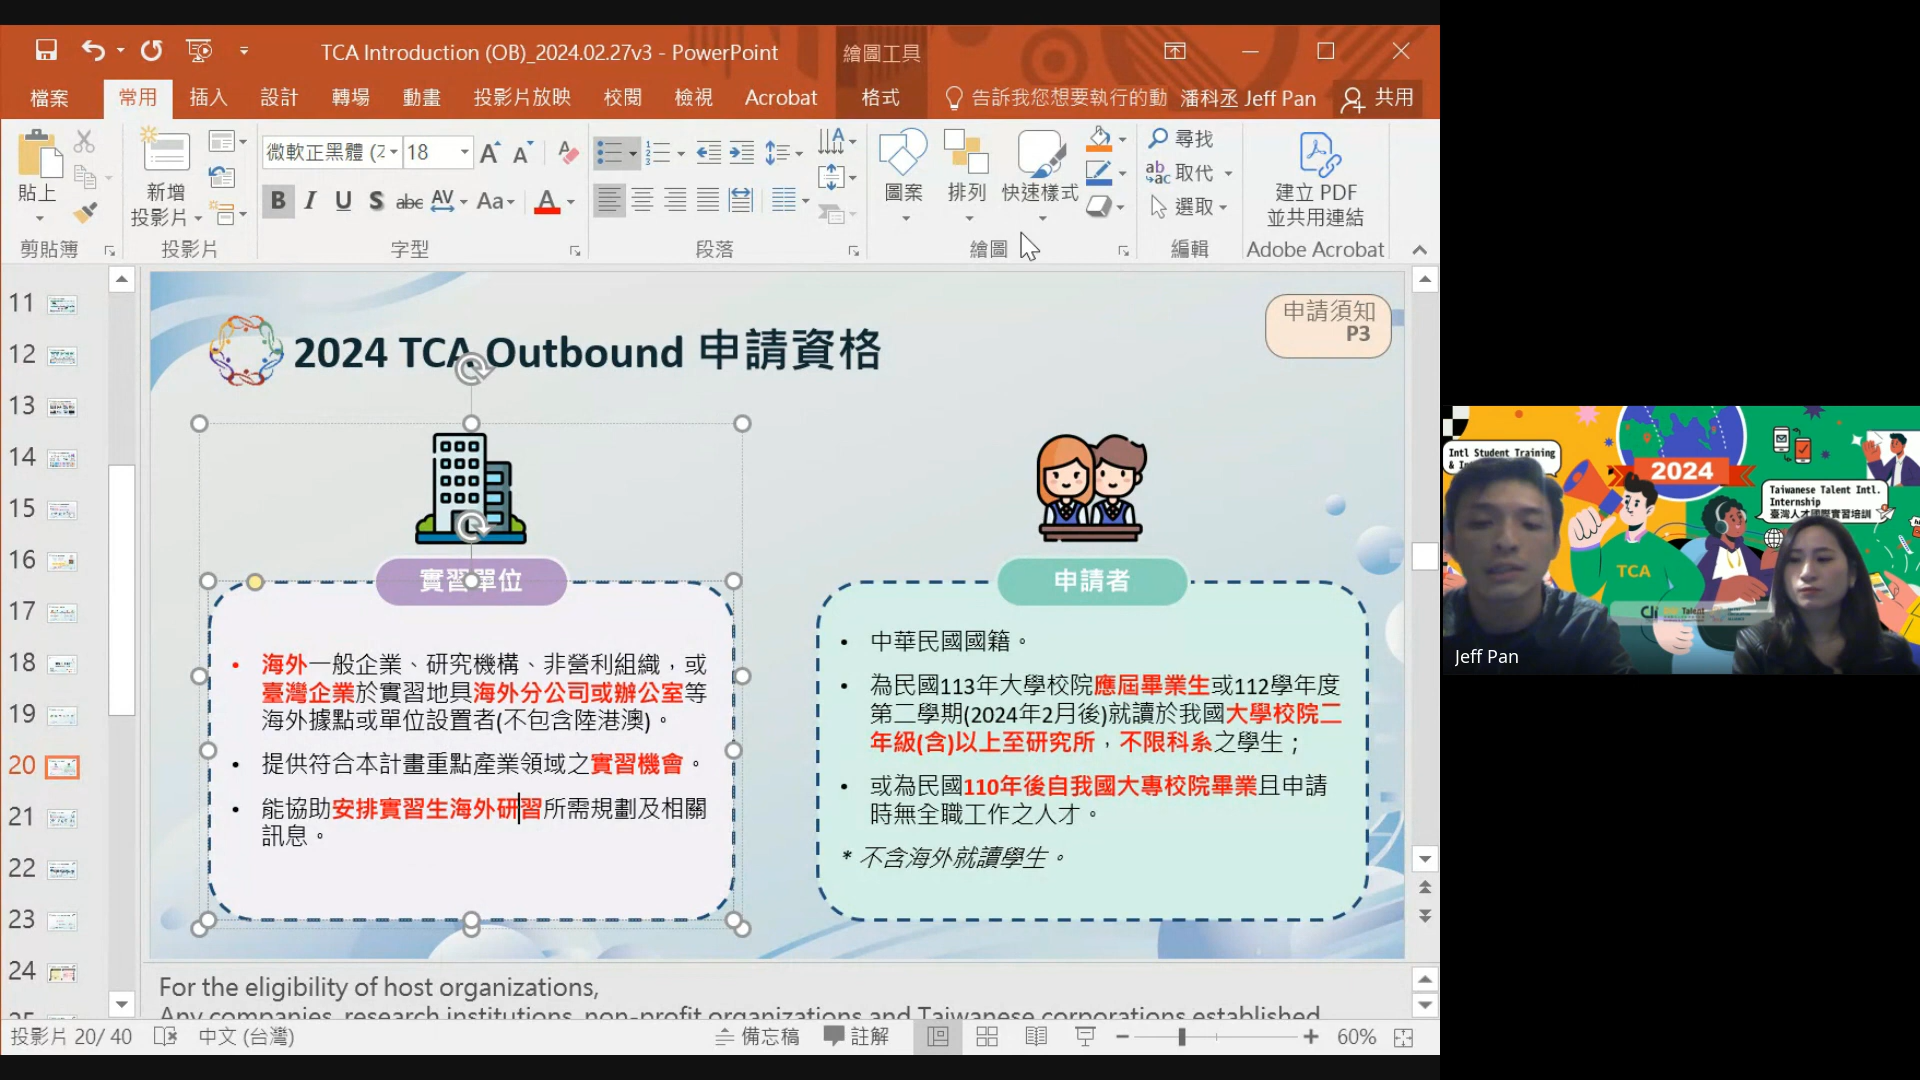 TCA Introduction (OB)_2024.02.27v3 - PowerPoint
繪圖工具
檔案
常用
插入
設計
轉場
動畫
投影片放映
校閱
檢視
Acrobat
格式
告訴我您想要執行的動
潘科丞 Jeff Pan
共用
貼上
新增
投影片
微軟正黑體 (
18
B I U S abc AV Aa A
圖案
排列
快速樣式
尋找
取代
選取
建立 PDF
並共用連結
剪貼簿
投影片
字型
段落
繪圖
編輯
Adobe Acrobat
11
12
13
14
15
16
17
18
19
20
21
22
23
24
2024 TCA Outbound 申請資格
申請須知
P3
實習單位
• 海外一般企業、研究機構、非營利組織，或
臺灣企業於實習地具海外分公司或辦公室等
海外據點或單位設置者(不包含陸港澳)。
• 提供符合本計畫重點產業領域之實習機會。
• 能協助安排實習生海外研習所需規劃及相關
訊息。
申請者
• 中華民國國籍。
• 為民國113年大學校院應屆畢業生或112學年度
第二學期(2024年2月後)就讀於我國大學校院二
年級(含)以上至研究所，不限科系之學生；
• 或為民國110年後自我國大專校院畢業且申請
時無全職工作之人才。
* 不含海外就讀學生。
For the eligibility of host organizations,
Any companies, research institutions, non-profit organizations and Taiwanese corporations established
投影片 20/ 40
中文 (台灣)
備忘稿
註解
60%
Intl Student Training
2024
Taiwanese Talent Intl.
Internship
臺灣人才國際實習培訓
TCA
Jeff Pan